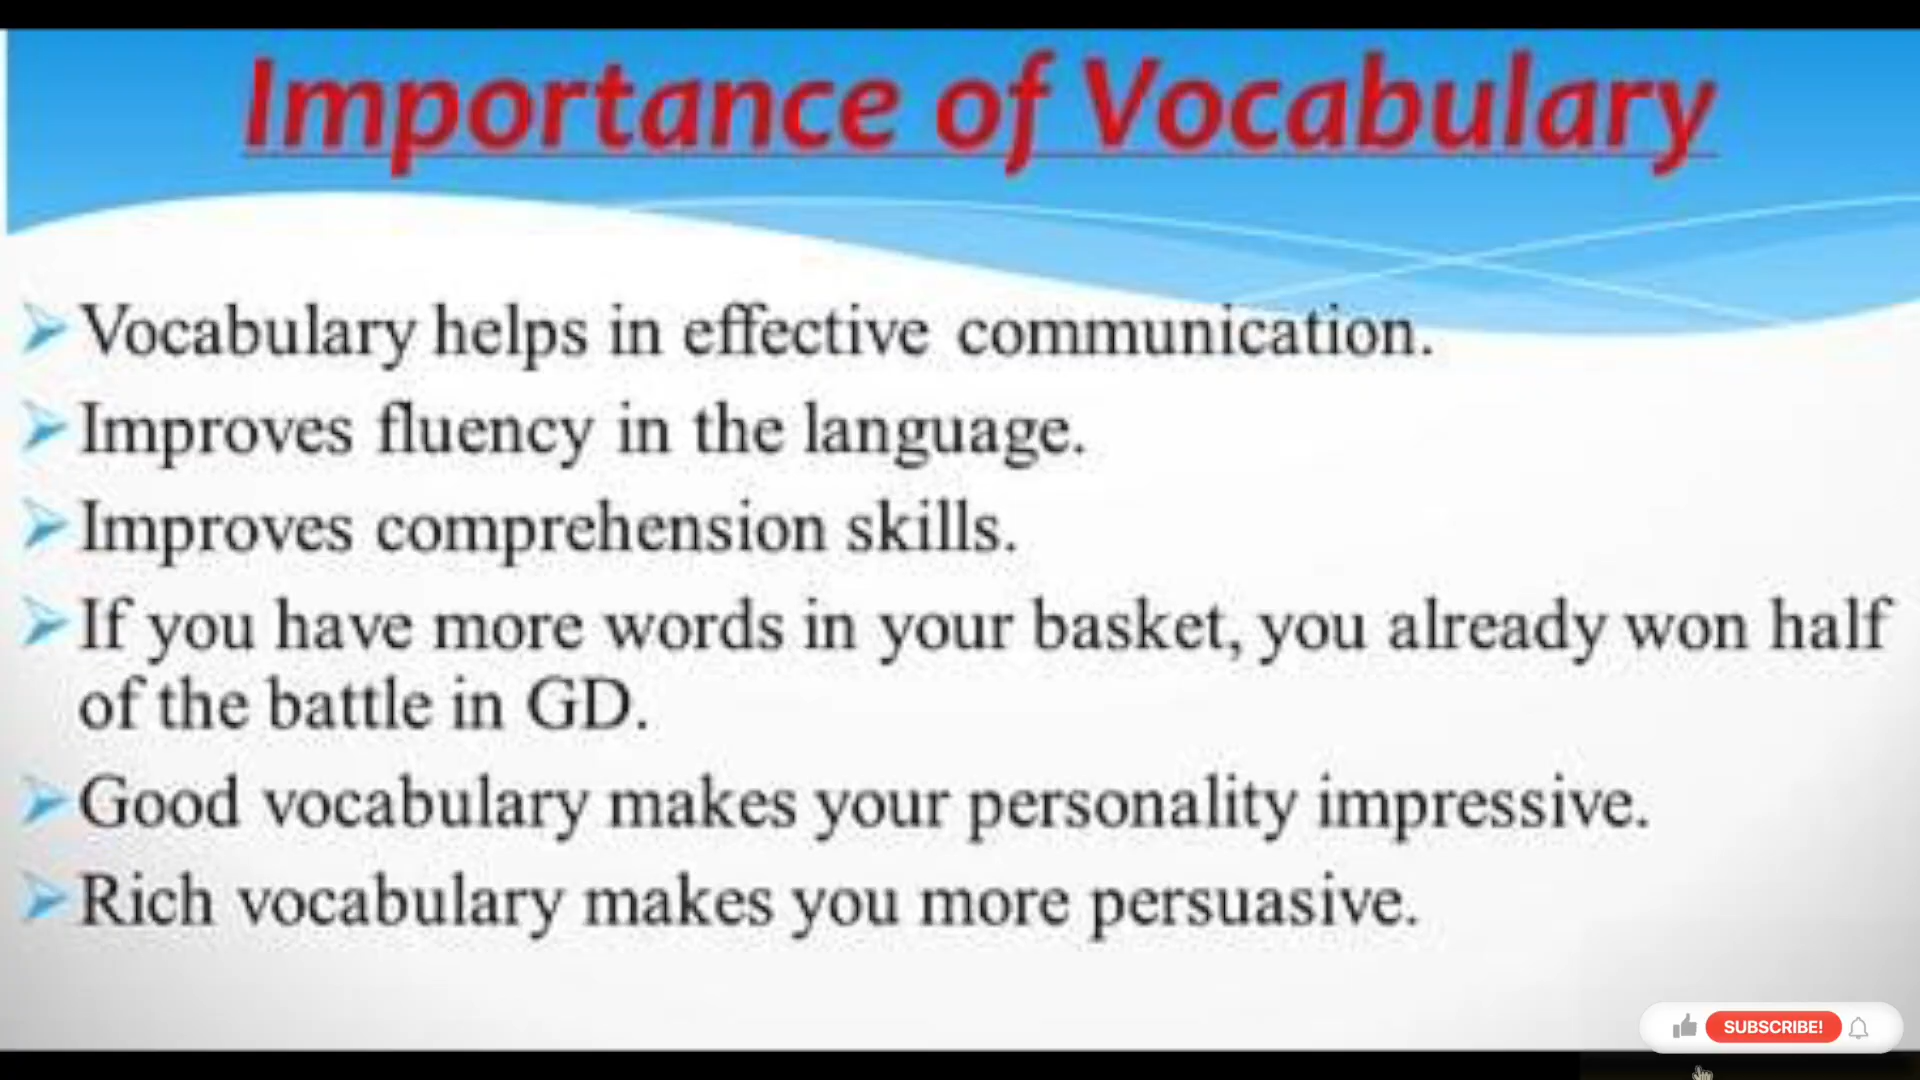 Importance of Vocabulary
Vocabulary helps in effective communication.
Improves fluency in the language.
Improves comprehension skills.
If you have more words in your basket, you already won half
of the battle in GD.
Good vocabulary makes your personality impressive.
Rich vocabulary makes you more persuasive.
SUBSCRIBE!